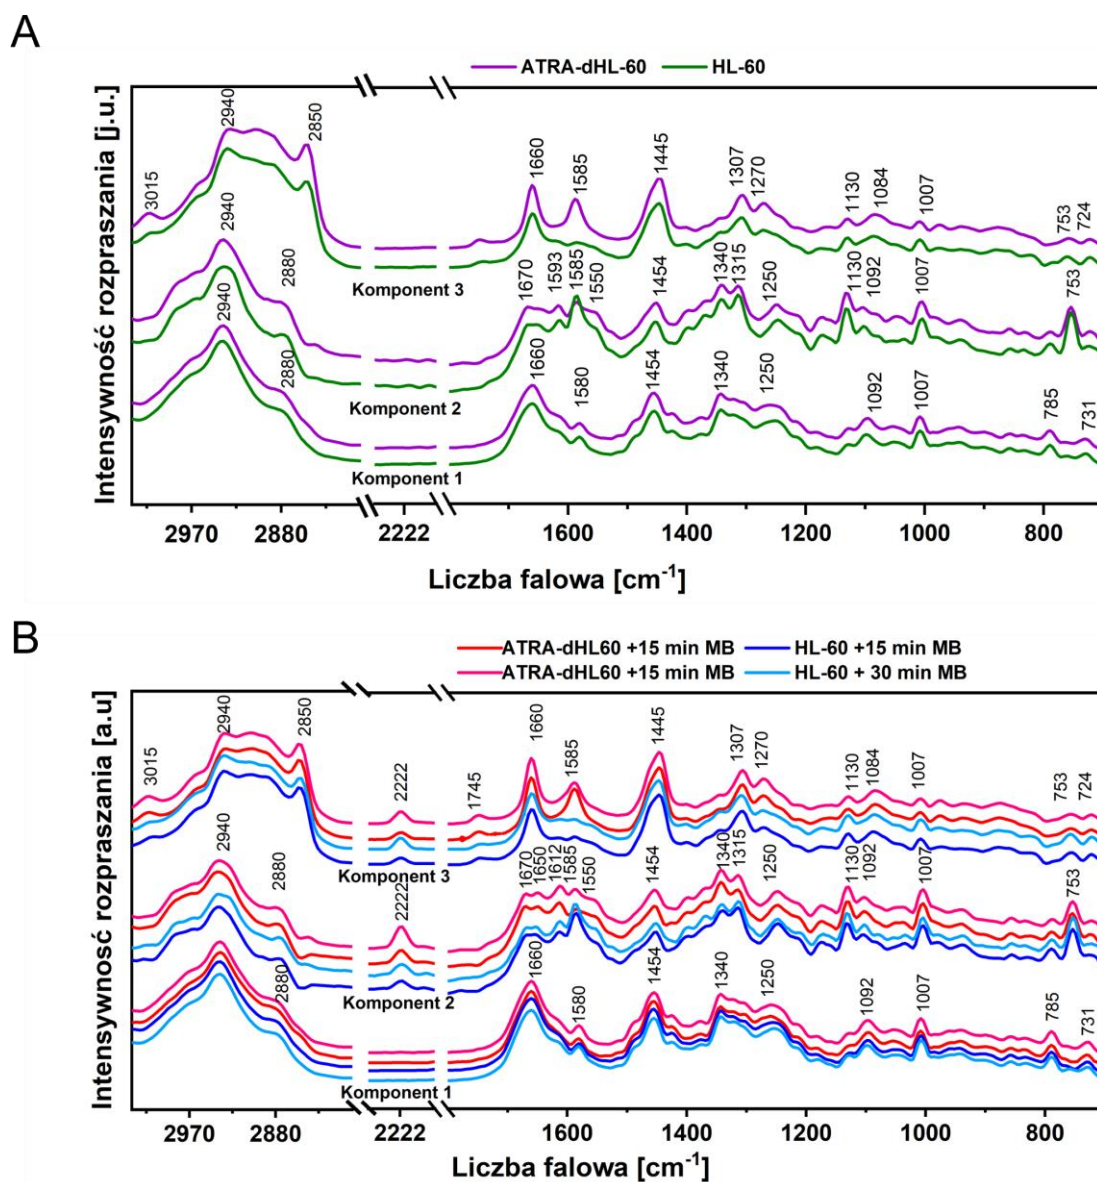 A
ATRA-dHL-60 HL-60
Intensywność rozpraszania [j.u.]
3015 2940 2850 1660 1585 1445 1307 1270 1130 1084 1007 753 724
Komponent 3
2940 2880 1670 1593 1585 1550 1454 1340 1315 1250 1130 1092 1007 753
Komponent 2
2940 2880 1660 1580 1454 1340 1250 1092 1007 785 731
Komponent 1
2970 2880 2222 1600 1400 1200 1000 800
Liczba falowa [cm⁻¹]
B
ATRA-dHL60 +15 min MB HL-60 +15 min MB
ATRA-dHL60 +15 min MB HL-60 + 30 min MB
Intensywność rozpraszania [a.u]
3015 2940 2850 2222 1745 1660 1585 1445 1307 1270 1130 1084 1007 753 724
Komponent 3
2940 2880 2222 1670 1650 1612 1585 1550 1454 1340 1315 1250 1130 1092 1007 753
Komponent 2
2880 1660 1580 1454 1340 1250 1092 1007 785 731
Komponent 1
2970 2880 2222 1600 1400 1200 1000 800
Liczba falowa [cm⁻¹]